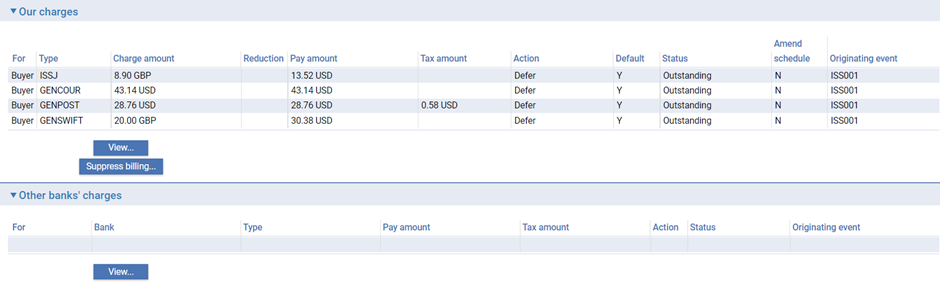 Our charges
Amend
For Type Charge amount Reduction Pay amount Tax amount Action Default Status schedule Originating event
Buyer ISSJ 8.90 GBP 13.52 USD Defer Y Outstanding N ISS001
Buyer GENCOUR 43.14 USD 43.14 USD Defer Y Outstanding N ISS001
Buyer GENPOST 28.76 USD 28.76 USD 0.58 USD Defer Y Outstanding N ISS001
Buyer GENSWIFT 20.00 GBP 30.38 USD Defer Y Outstanding N ISS001
View...
Suppress billing...
Other banks' charges
For Bank Type Pay amount Tax amount Action Status Originating event
View...